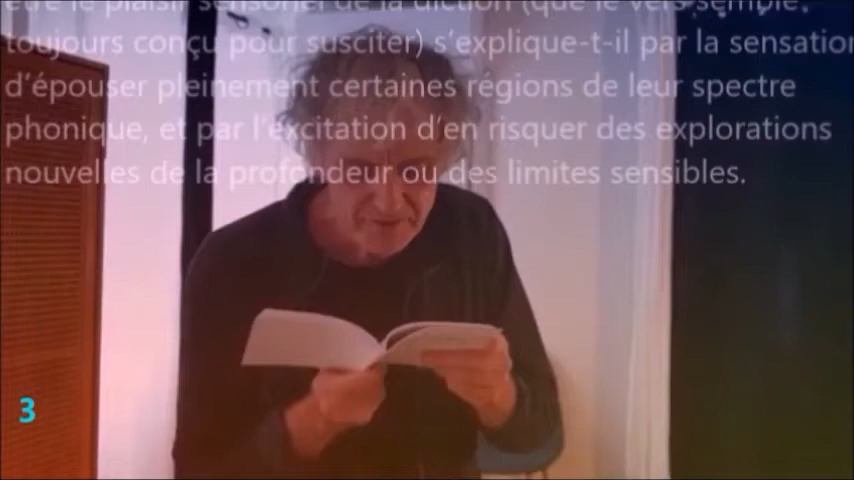 être le plaisir sensoriel de la diction (que le vers semble,
toujours conçu pour susciter) s’explique-t-il par la sensation
d’épouser pleinement certaines régions de leur spectre
phonique, et par l’excitation d’en risquer des explorations
nouvelles de la profondeur ou des limites sensibles.
3